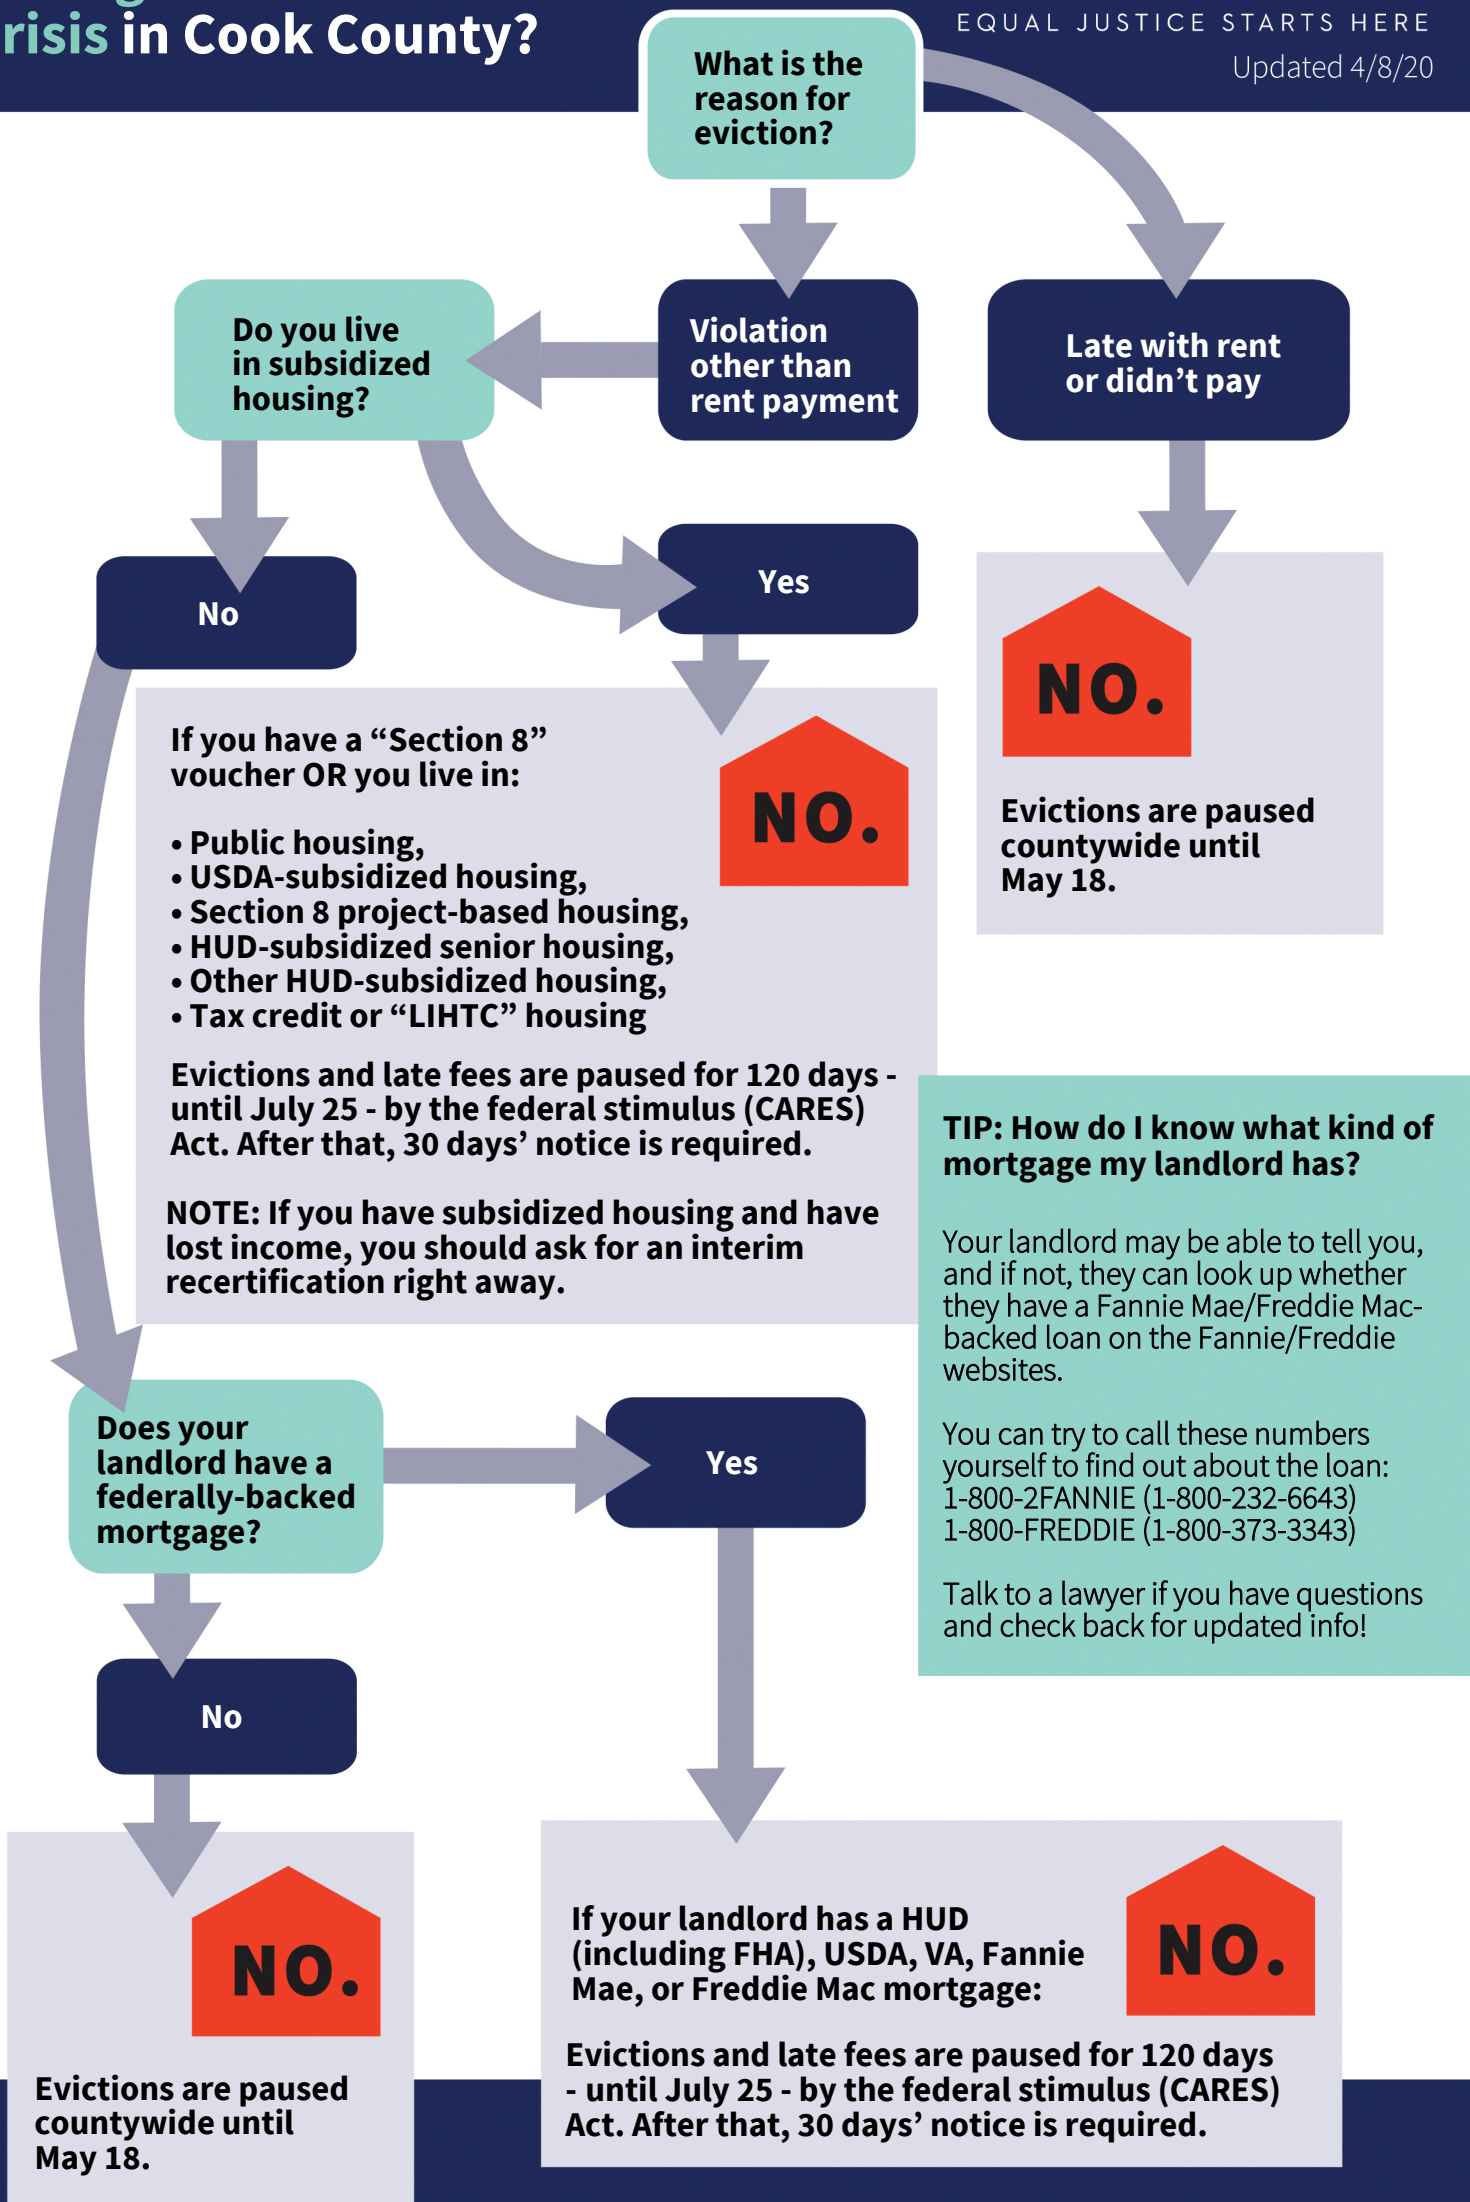 risis in Cook County?
EQUAL JUSTICE STARTS HERE
Updated 4/8/20
What is the
reason for
eviction?
Do you live
in subsidized
housing?
Violation
other than
rent payment
Late with rent
or didn’t pay
No
Yes
NO.
Evictions are paused
countywide until
May 18.
If you have a “Section 8”
voucher OR you live in:
NO.
• Public housing,
• USDA-subsidized housing,
• Section 8 project-based housing,
• HUD-subsidized senior housing,
• Other HUD-subsidized housing,
• Tax credit or “LIHTC” housing
Evictions and late fees are paused for 120 days -
until July 25 - by the federal stimulus (CARES)
Act. After that, 30 days’ notice is required.
NOTE: If you have subsidized housing and have
lost income, you should ask for an interim
recertification right away.
TIP: How do I know what kind of
mortgage my landlord has?
Your landlord may be able to tell you,
and if not, they can look up whether
they have a Fannie Mae/Freddie Mac-
backed loan on the Fannie/Freddie
websites.
You can try to call these numbers
yourself to find out about the loan:
1-800-2FANNIE (1-800-232-6643)
1-800-FREDDIE (1-800-373-3343)
Talk to a lawyer if you have questions
and check back for updated info!
Does your
landlord have a
federally-backed
mortgage?
Yes
No
NO.
Evictions are paused
countywide until
May 18.
If your landlord has a HUD
(including FHA), USDA, VA, Fannie
Mae, or Freddie Mac mortgage:
NO.
Evictions and late fees are paused for 120 days
- until July 25 - by the federal stimulus (CARES)
Act. After that, 30 days’ notice is required.